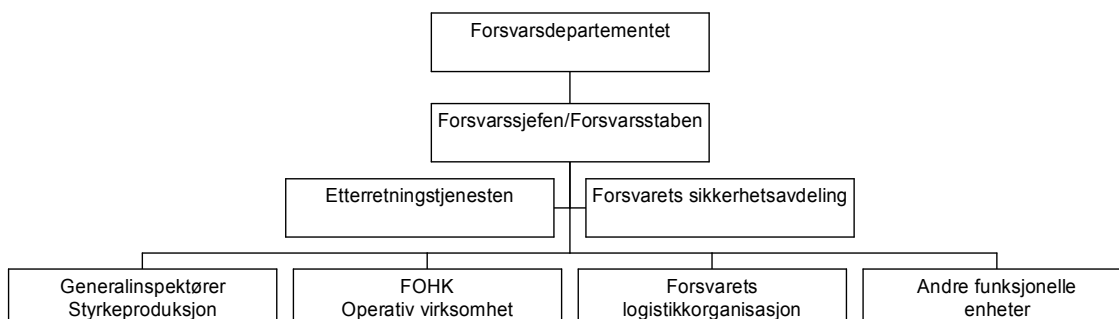 Forsvarsdepartementet
Forsvarssjefen/Forsvarsstaben
Etterretningstjenesten
Forsvarets sikkerhetsavdeling
Generalinspektører
Styrkeproduksjon
FOHK
Operativ virksomhet
Forsvarets
logistikkorganisasjon
Andre funksjonelle
enheter